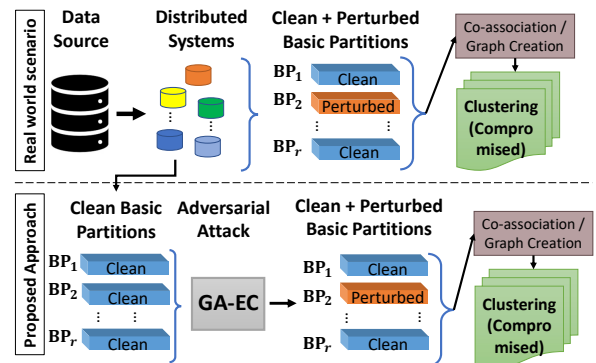 Real world scenario
Data
Source
Distributed
Systems
Clean + Perturbed
Basic Partitions
BP1
Clean
BP2
Perturbed
BPr
Clean
Co-association /
Graph Creation
Clustering
(Compro
mised)
Proposed Approach
Clean Basic
Partitions
BP1
Clean
BP2
Clean
BPr
Clean
Adversarial
Attack
GA-EC
Clean + Perturbed
Basic Partitions
BP1
Clean
BP2
Perturbed
BPr
Clean
Co-association /
Graph Creation
Clustering
(Compro
mised)